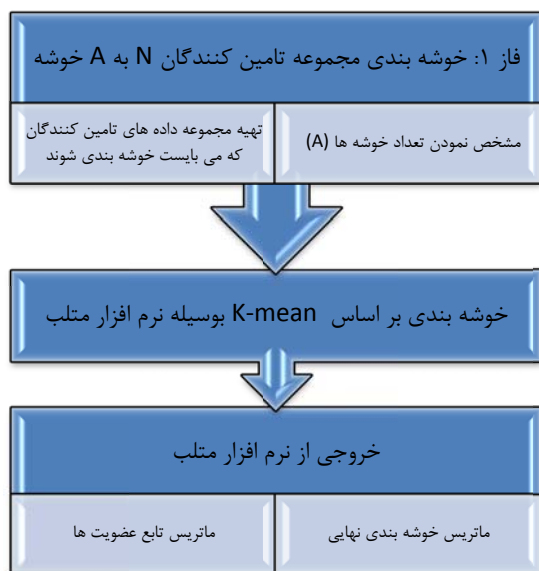 فاز ۱: خوشه بندی مجموعه تامین کنندگان N به A خوشه
مشخص نمودن تعداد خوشه ها (A)
تهیه مجموعه داده های تامین کنندگان
که می بایست خوشه بندی شوند
خوشه بندی بر اساس K-mean بوسیله نرم افزار متلب
خروجی از نرم افزار متلب
ماتریس خوشه بندی نهایی
ماتریس تابع عضویت ها